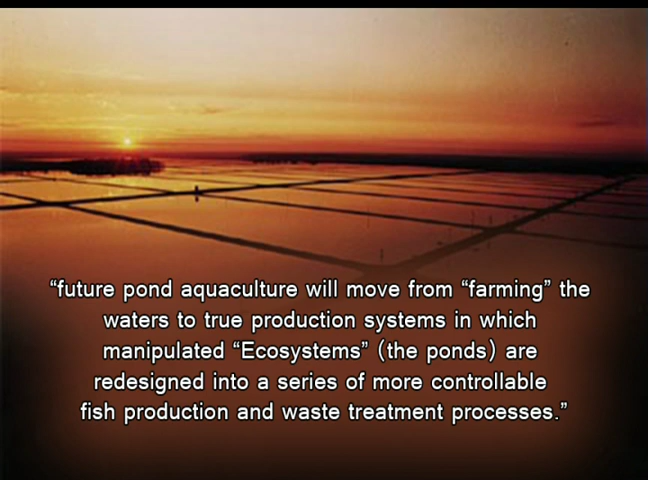 “future pond aquaculture will move from “farming” the
waters to true production systems in which
manipulated “Ecosystems” (the ponds) are
redesigned into a series of more controllable
fish production and waste treatment processes.”